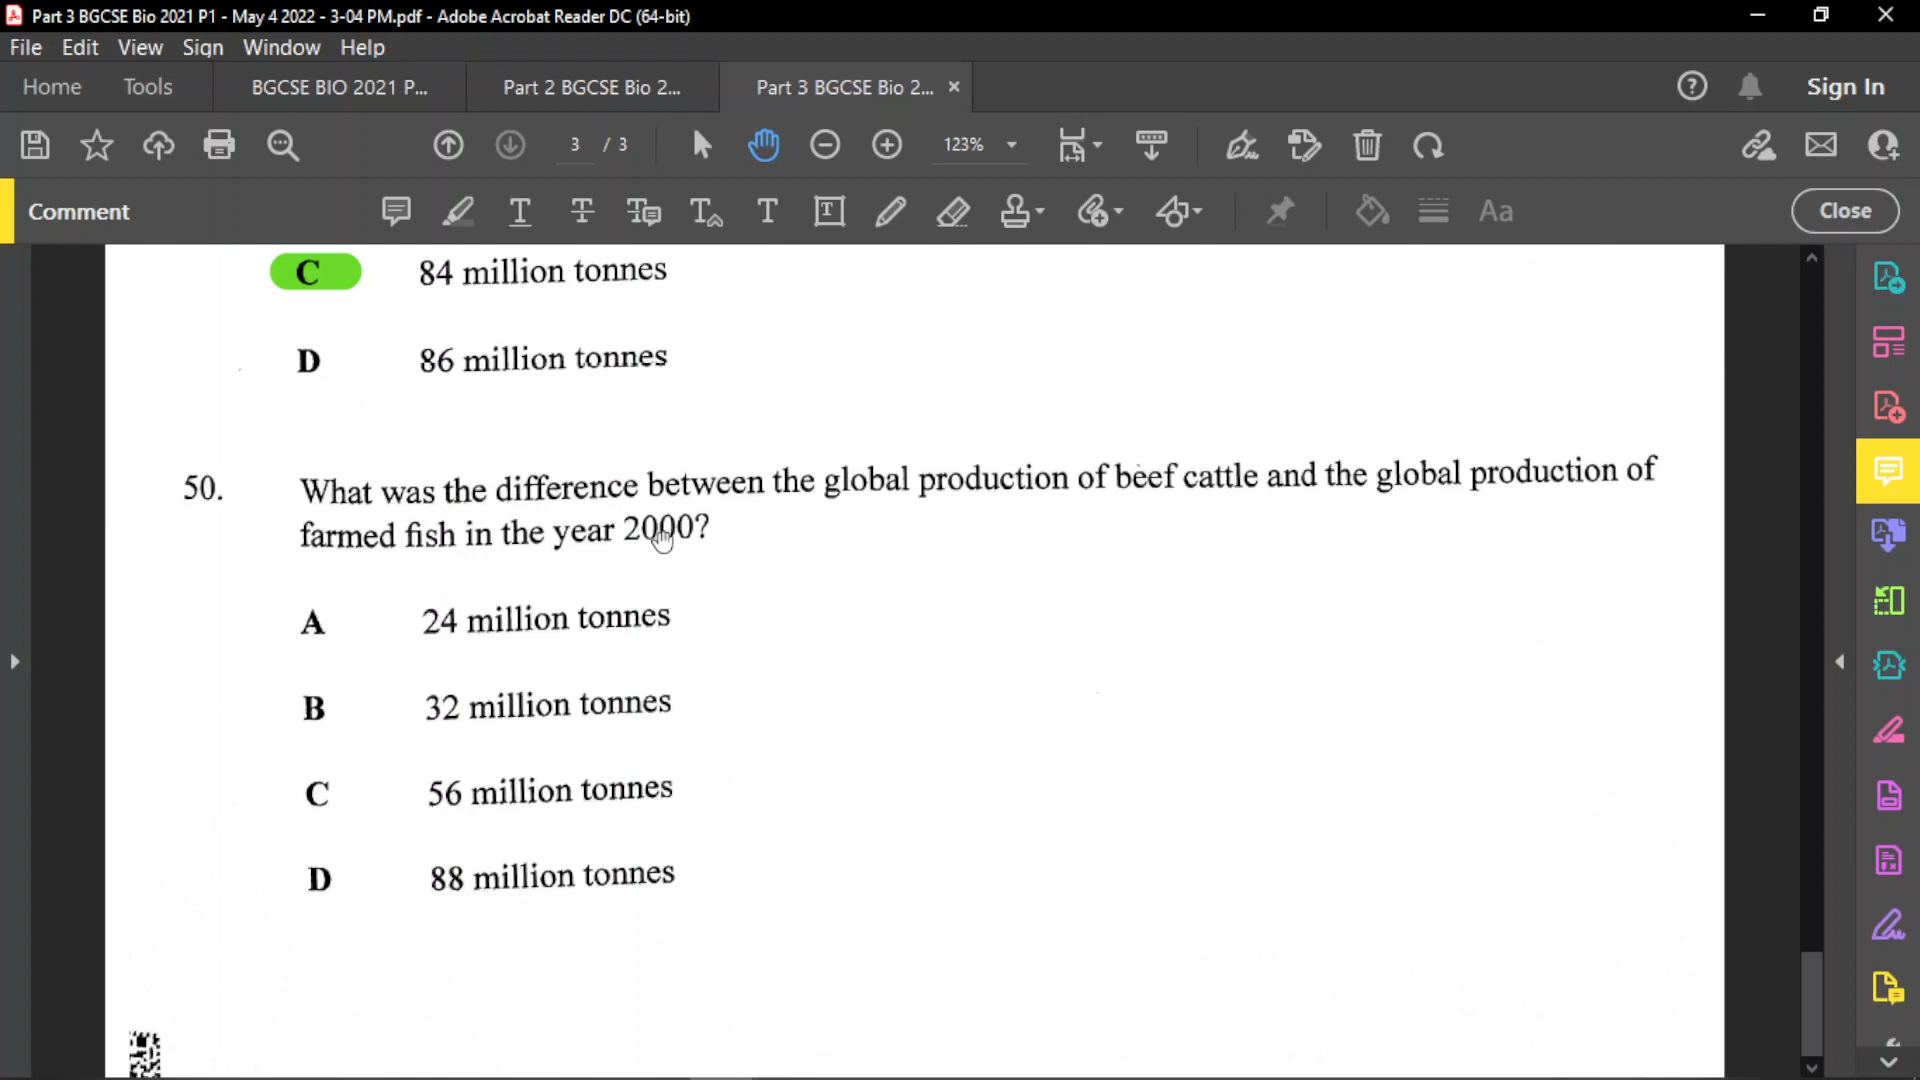 Part 3 BGCSE Bio 2021 P1 - May 4 2022 - 3-04 PM.pdf - Adobe Acrobat Reader DC (64-bit)
File Edit View Sign Window Help
Home Tools BGCSE BIO 2021 P... Part 2 BGCSE Bio 2... Part 3 BGCSE Bio 2... Sign In
3 / 3 123%
Comment Aa Close
C 84 million tonnes
D 86 million tonnes
50. What was the difference between the global production of beef cattle and the global production of
farmed fish in the year 2000?
A 24 million tonnes
B 32 million tonnes
C 56 million tonnes
D 88 million tonnes